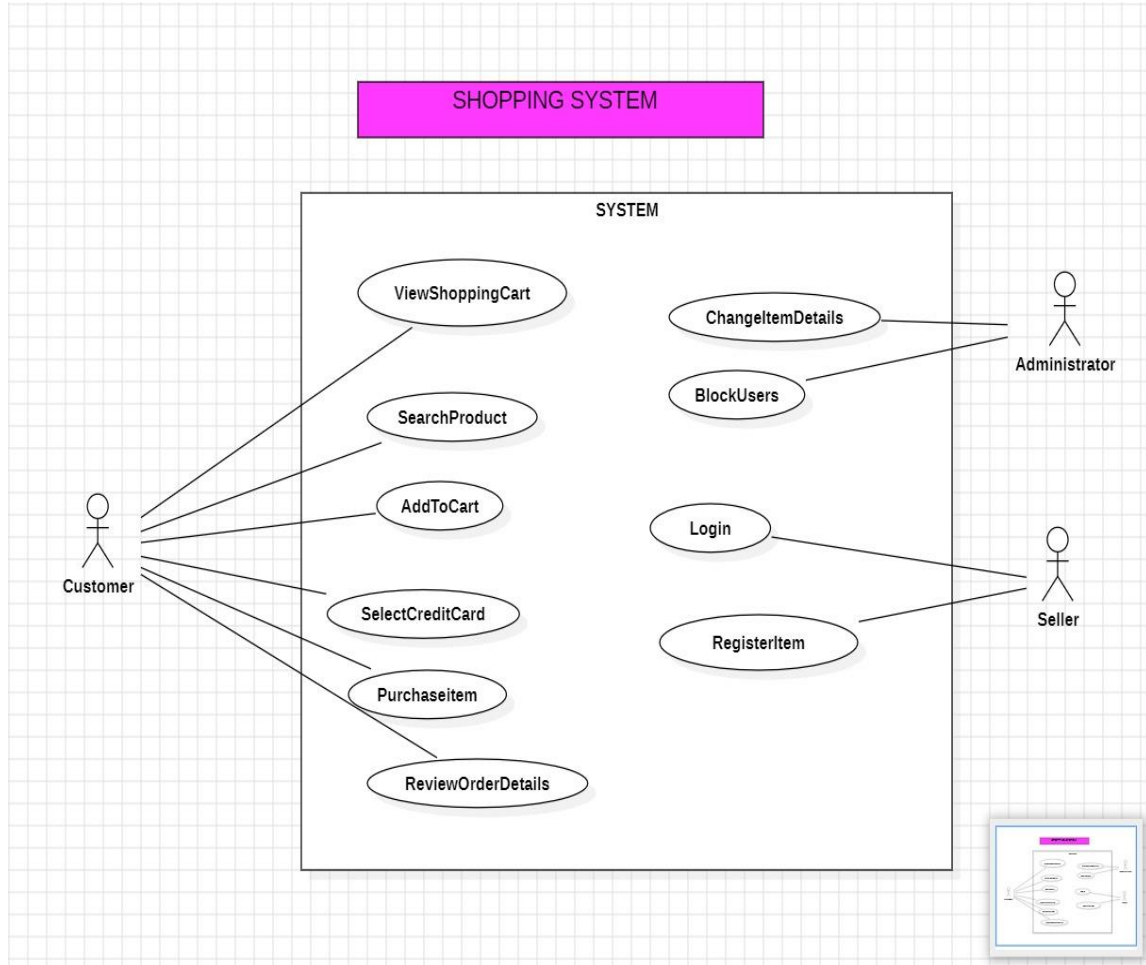 SHOPPING SYSTEM
SYSTEM
ViewShoppingCart
SearchProduct
AddToCart
SelectCreditCard
Purchaseitem
ReviewOrderDetails
ChangeItemDetails
BlockUsers
Login
RegisterItem
Customer
Administrator
Seller